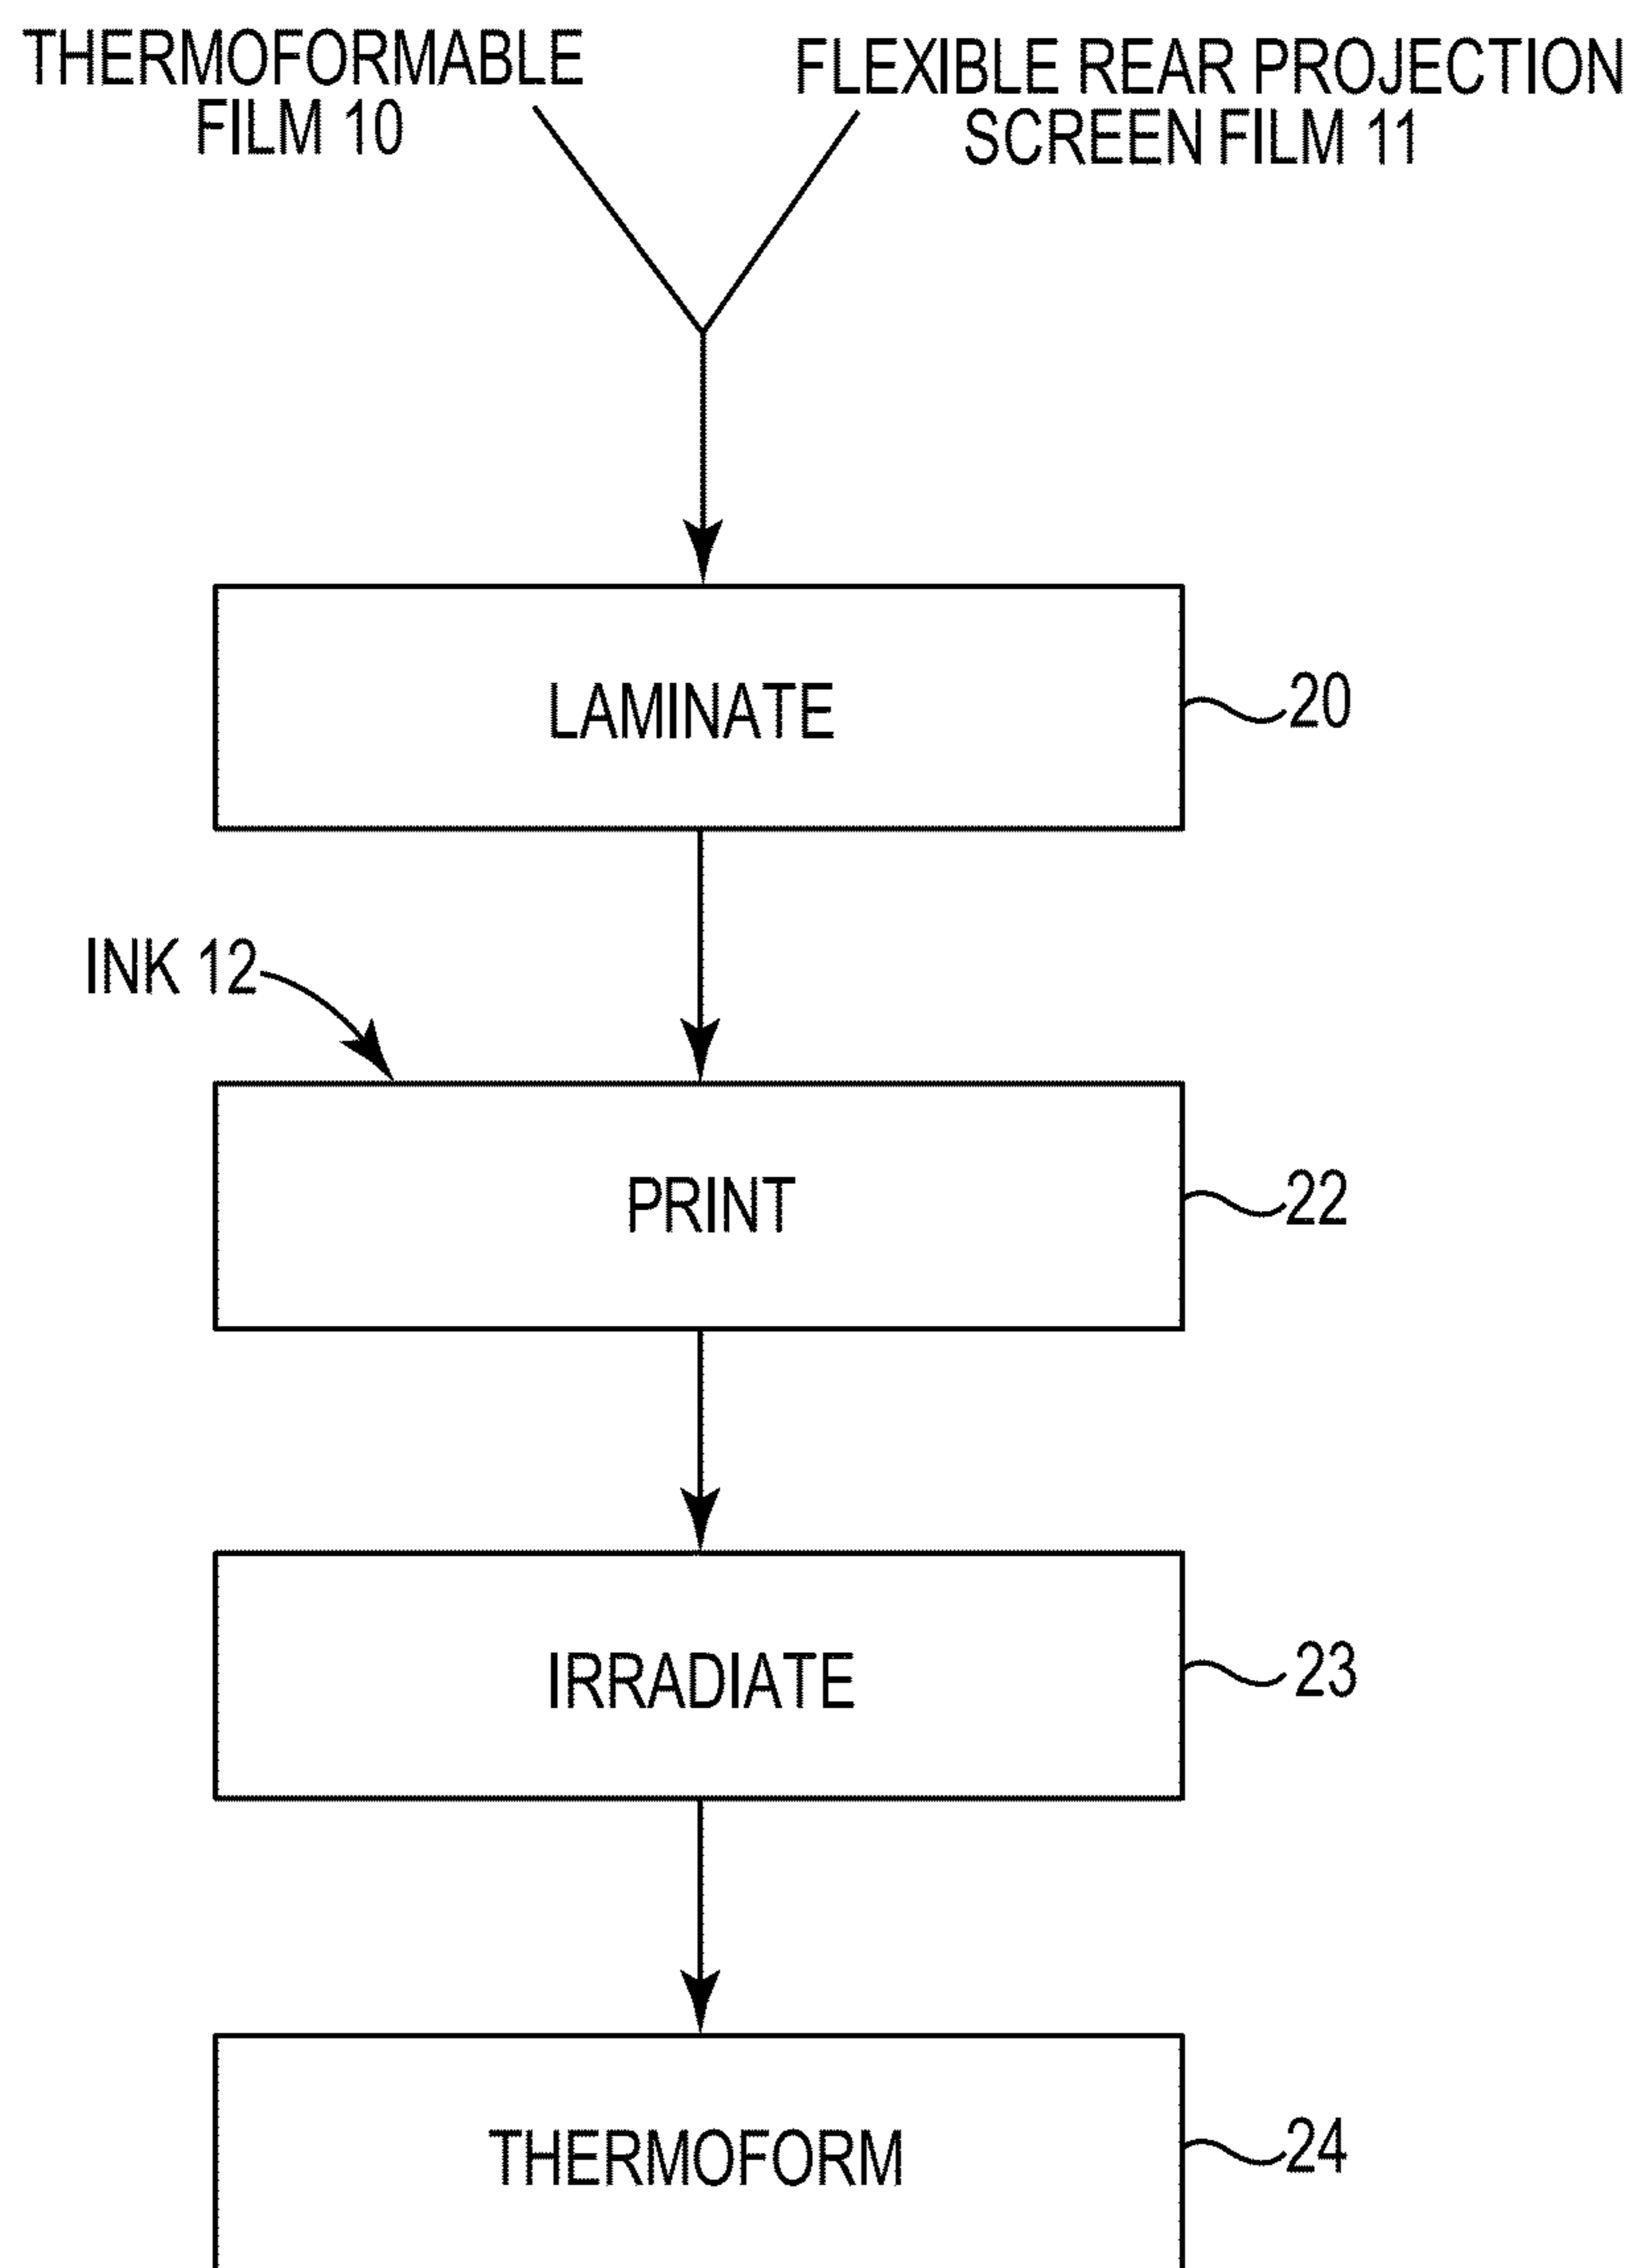 THERMOFORMABLE
FILM 10
FLEXIBLE REAR PROJECTION
SCREEN FILM 11
LAMINATE
20
INK 12
PRINT
22
IRRADIATE
23
THERMOFORM
24